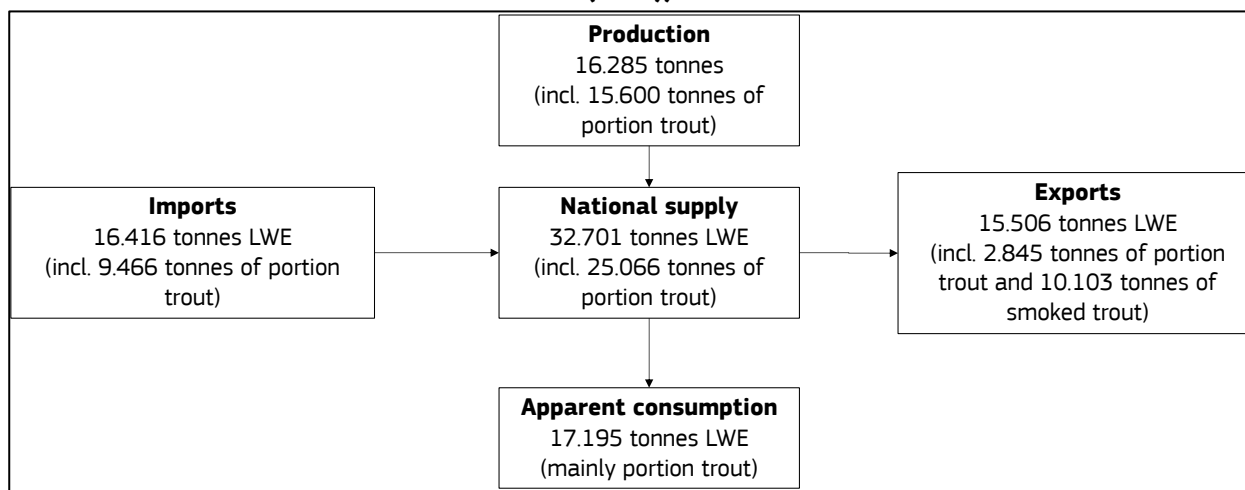 Production
16.285 tonnes
(incl. 15.600 tonnes of
portion trout)
Imports
16.416 tonnes LWE
(incl. 9.466 tonnes of portion
trout)
National supply
32.701 tonnes LWE
(incl. 25.066 tonnes of
portion trout)
Exports
15.506 tonnes LWE
(incl. 2.845 tonnes of portion
trout and 10.103 tonnes of
smoked trout)
Apparent consumption
17.195 tonnes LWE
(mainly portion trout)